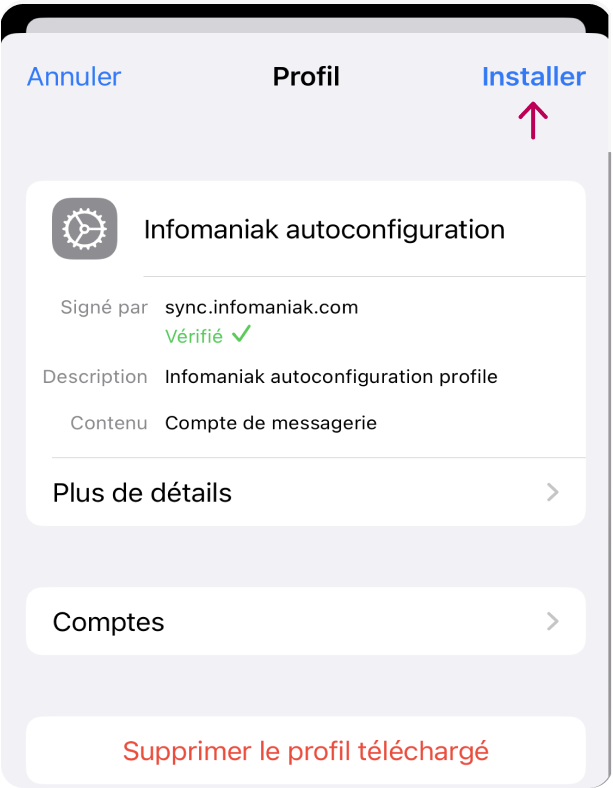 Annuler Profil Installer
Infomaniak autoconfiguration
Signé par sync.infomaniak.com
Vérifié
Description Infomaniak autoconfiguration profile
Contenu Compte de messagerie
Plus de détails
Comptes
Supprimer le profil téléchargé